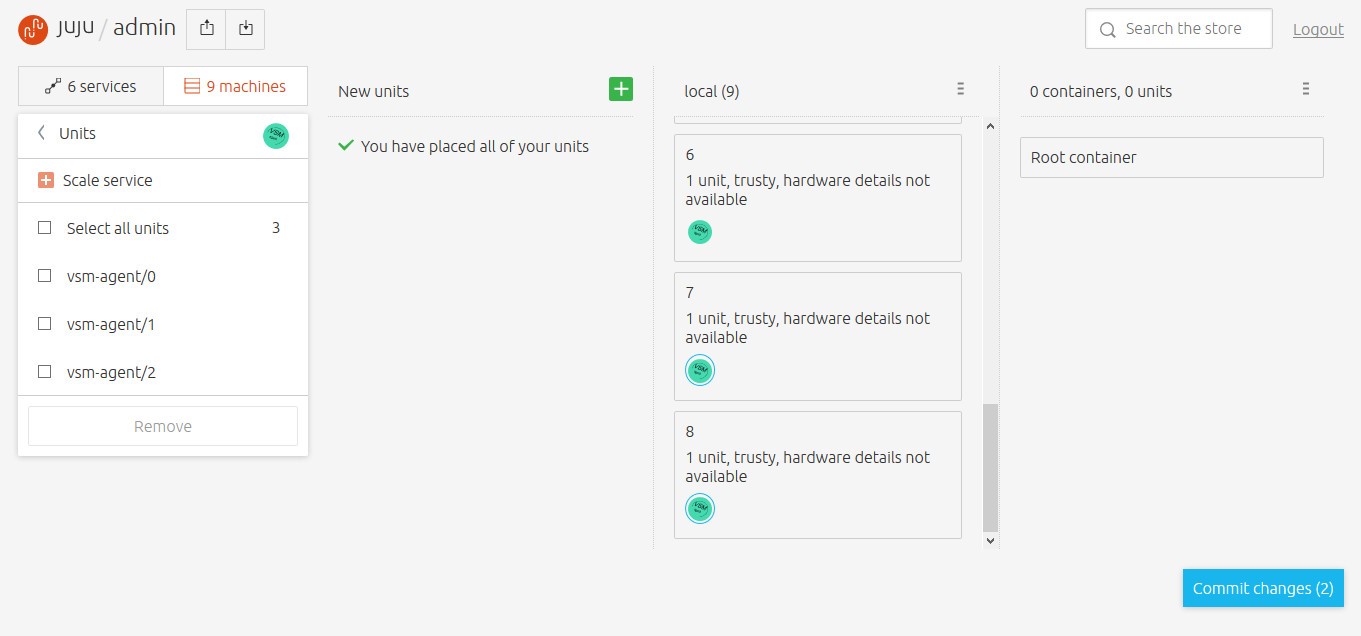 juju / admin
Search the store
Logout
6 services
9 machines
Units
VSM
Scale service
Select all units 3
vsm-agent/0
vsm-agent/1
vsm-agent/2
Remove
New units
You have placed all of your units
local (9)
6
1 unit, trusty, hardware details not
available
VSM
7
1 unit, trusty, hardware details not
available
VSM
8
1 unit, trusty, hardware details not
available
VSM
0 containers, 0 units
Root container
Commit changes (2)